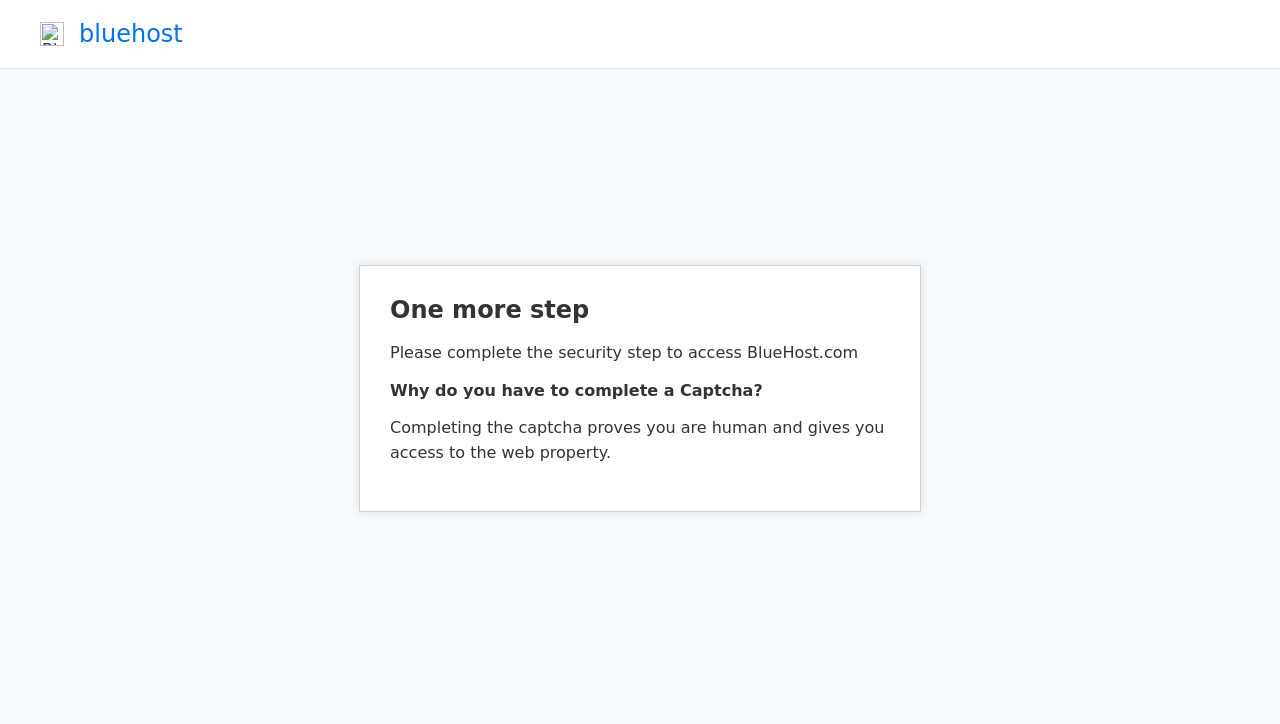 bluehost
One more step
Please complete the security step to access BlueHost.com
Why do you have to complete a Captcha?
Completing the captcha proves you are human and gives you
access to the web property.